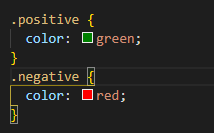 .positive {
color: green;
}
.negative {
color: red;
}